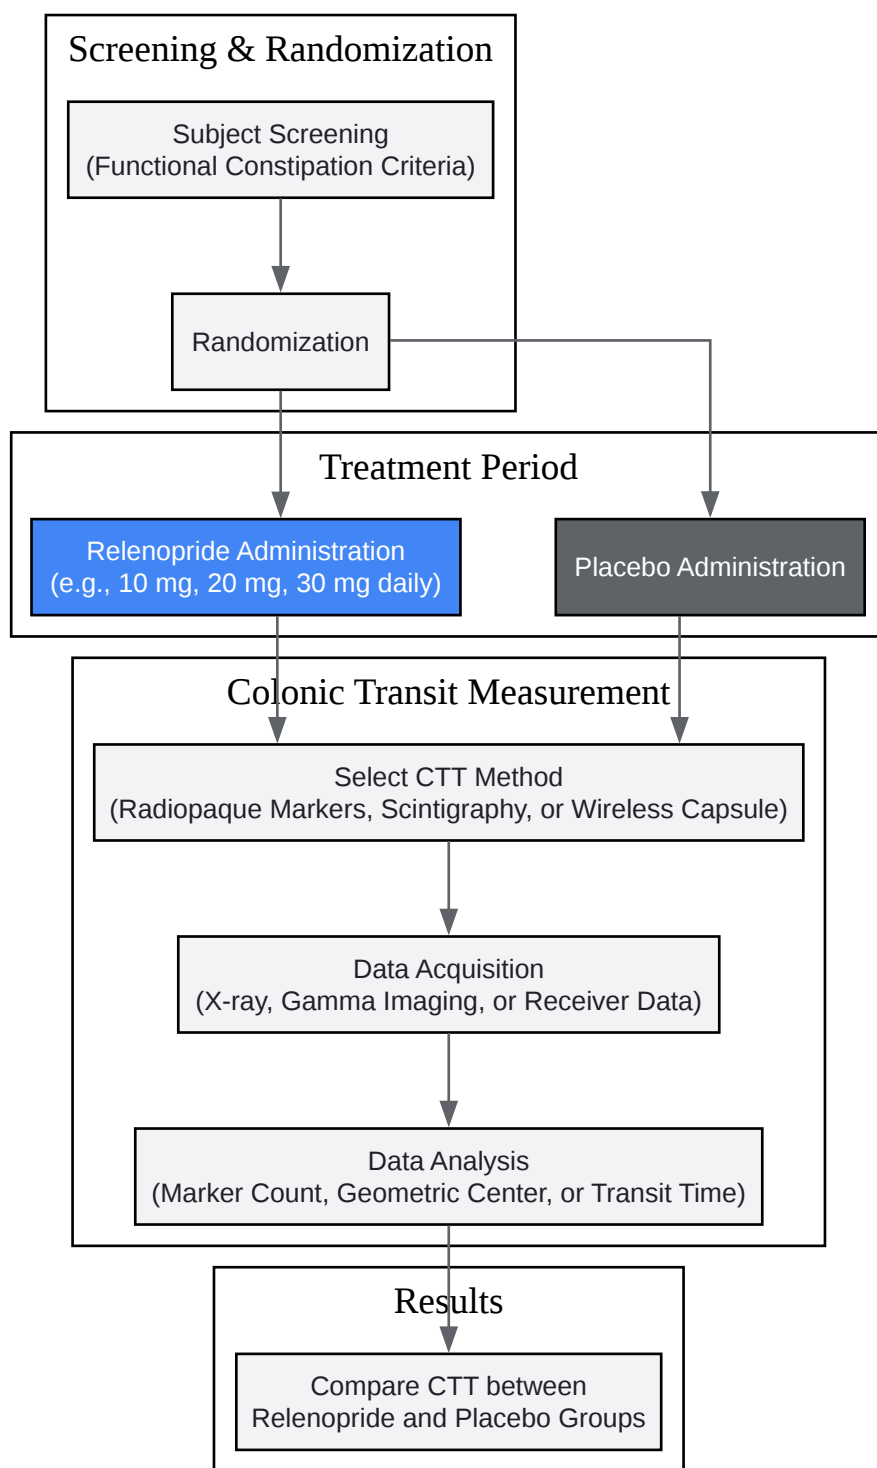 Screening & Randomization
Subject Screening
(Functional Constipation Criteria)
Randomization
Treatment Period
Relenopride Administration
(e.g., 10 mg, 20 mg, 30 mg daily)
Placebo Administration
Colonic Transit Measurement
Select CTT Method
(Radiopaque Markers, Scintigraphy, or Wireless Capsule)
Data Acquisition
(X-ray, Gamma Imaging, or Receiver Data)
Data Analysis
(Marker Count, Geometric Center, or Transit Time)
Results
Compare CTT between
Relenopride and Placebo Groups